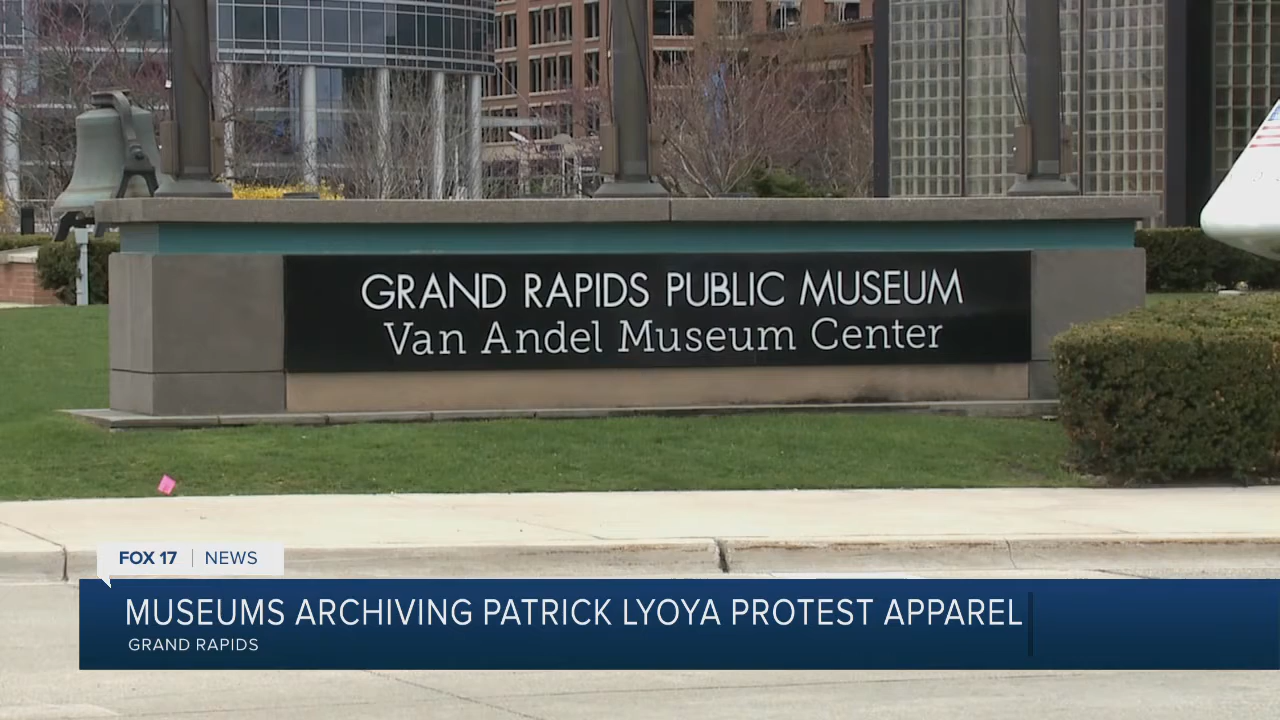 GRAND RAPIDS PUBLIC MUSEUM
Van Andel Museum Center
FOX 17 | NEWS
MUSEUMS ARCHIVING PATRICK LYOYA PROTEST APPAREL
GRAND RAPIDS